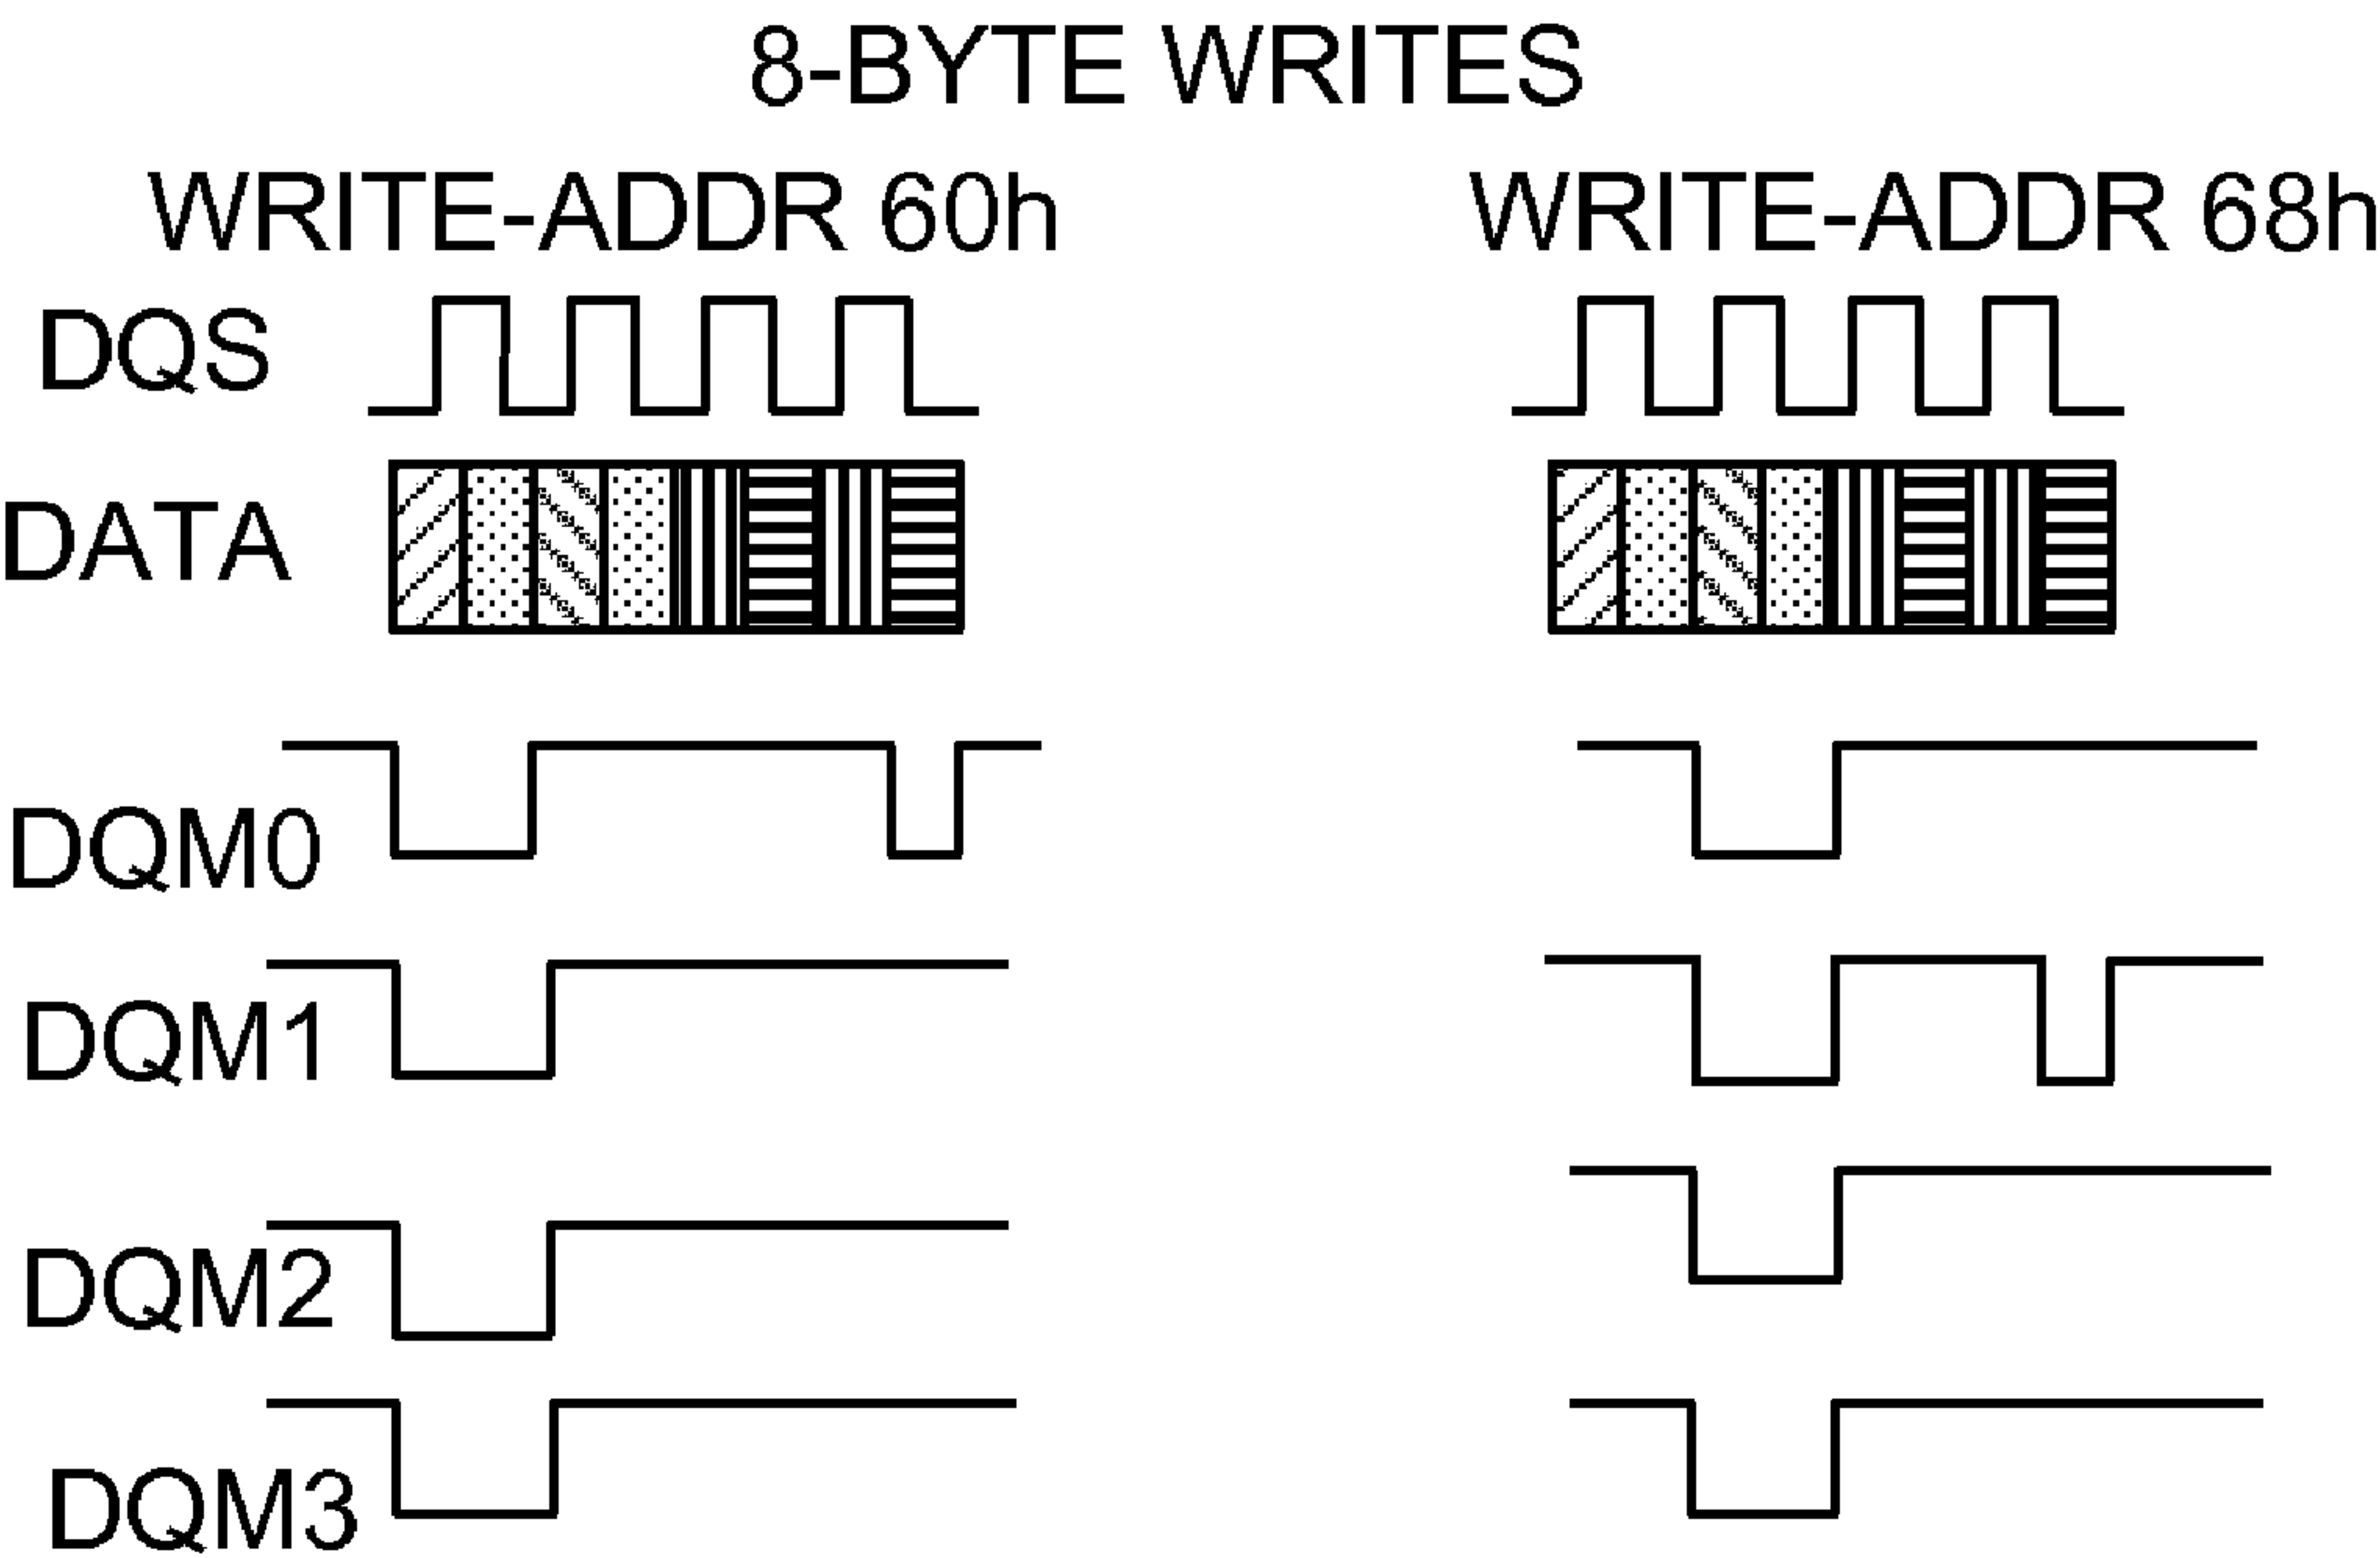 8-BYTE WRITES
WRITE-ADDR 60h WRITE-ADDR 68h
DQS
DATA
DQM0
DQM1
DQM2
DQM3